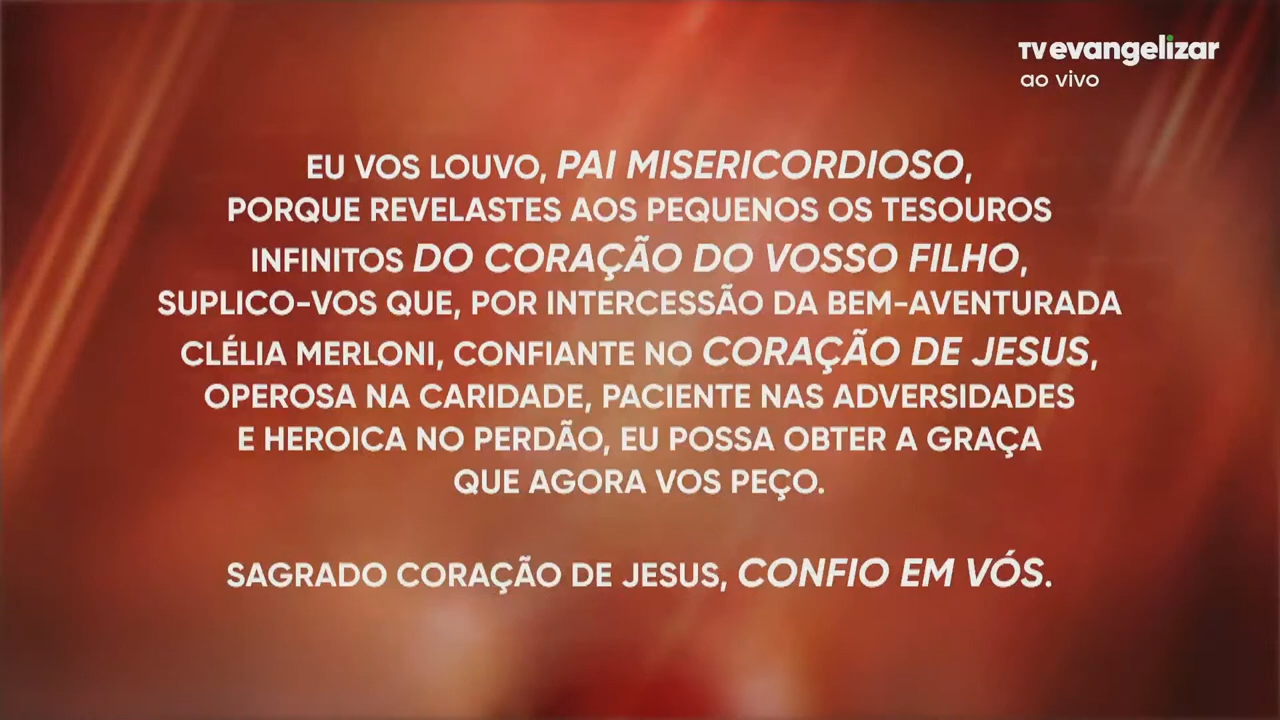 TV evangelizar
ao vivo
EU VOS LOUVO, PAI MISERICORDIOSO,
PORQUE REVELASTES AOS PEQUENOS OS TESOUROS
INFINITOS DO CORAÇÃO DO VOSSO FILHO,
SUPLICO-VOS QUE, POR INTERCESSÃO DA BEM-AVENTURADA
CLÉLIA MERLONI, CONFIANTE NO CORAÇÃO DE JESUS,
OPEROSA NA CARIDADE, PACIENTE NAS ADVERSIDADES
E HEROICA NO PERDÃO, EU POSSA OBTER A GRAÇA
QUE AGORA VOS PEÇO.
SAGRADO CORAÇÃO DE JESUS, CONFIO EM VÓS.